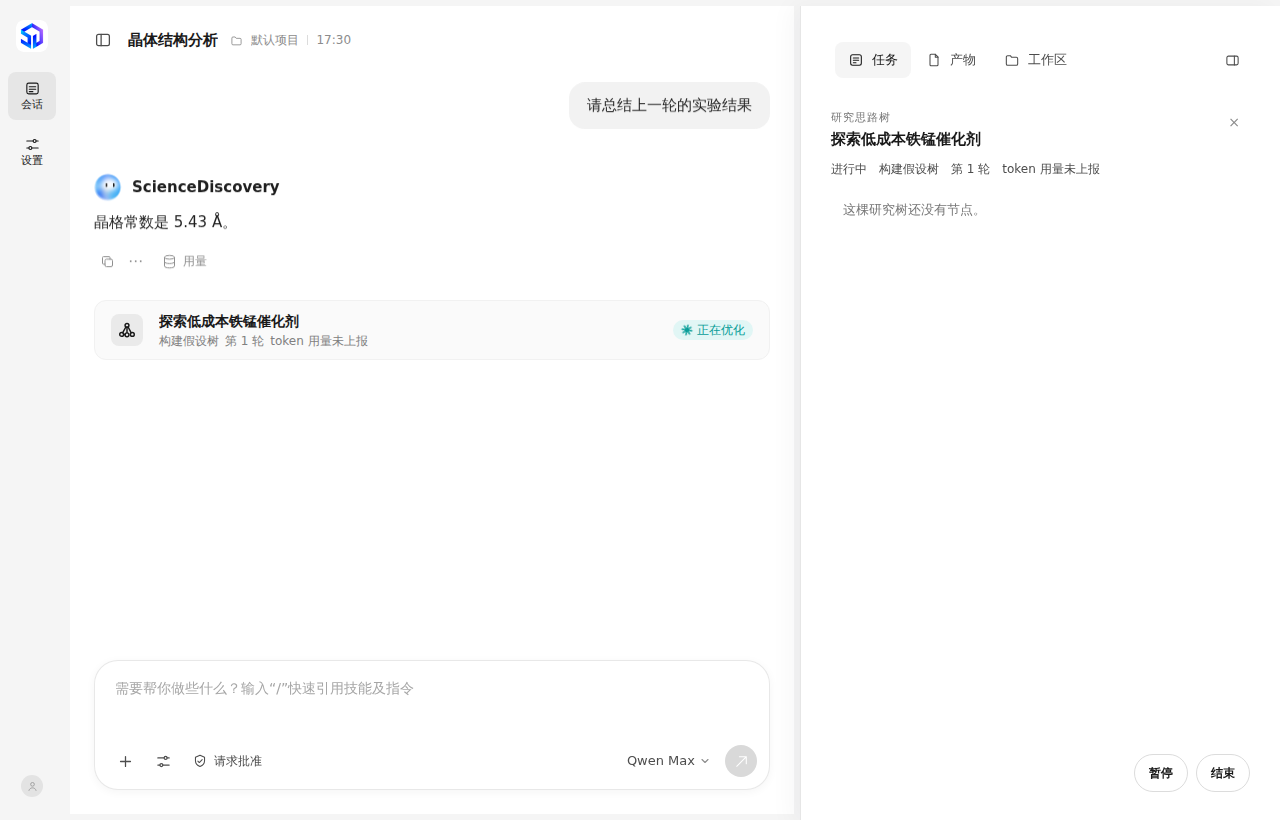 会话
设置
晶体结构分析 默认项目 17:30
请总结上一轮的实验结果
ScienceDiscovery
晶格常数是 5.43 Å。
用量
探索低成本铁锰催化剂
构建假设树 第 1 轮 token 用量未上报
正在优化
需要帮你做些什么？输入“/”快速引用技能及指令
请求批准
Qwen Max
任务 产物 工作区
研究思路树
探索低成本铁锰催化剂
进行中 构建假设树 第 1 轮 token 用量未上报
这棵研究树还没有节点。
暂停 结束